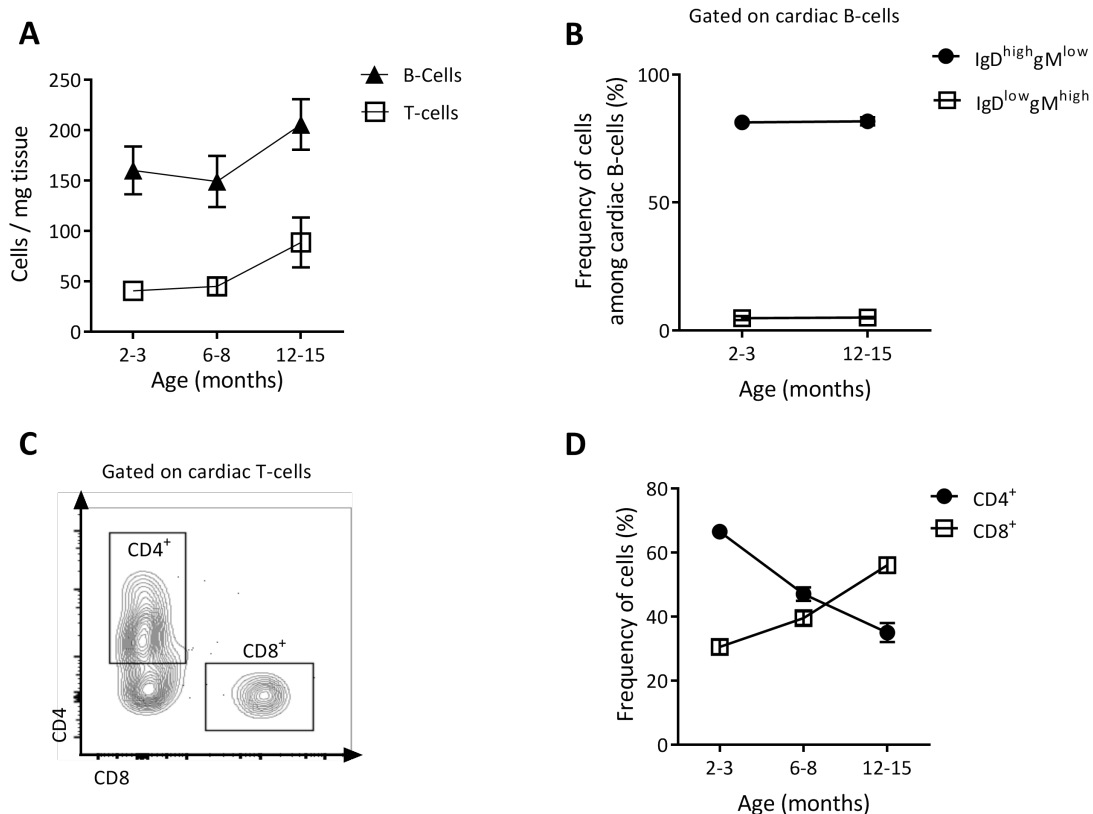 A
Cells / mg tissue
250
200
150
100
50
0
2-3
6-8
12-15
Age (months)
B-Cells
T-cells
B
Gated on cardiac B-cells
Frequency of cells
among cardiac B-cells (%)
100
50
0
2-3
12-15
Age (months)
IgD^high gM^low
IgD^low gM^high
C
Gated on cardiac T-cells
CD4⁺
CD8⁺
CD4
CD8
D
Frequency of cells (%)
80
60
40
20
0
2-3
6-8
12-15
Age (months)
CD4⁺
CD8⁺